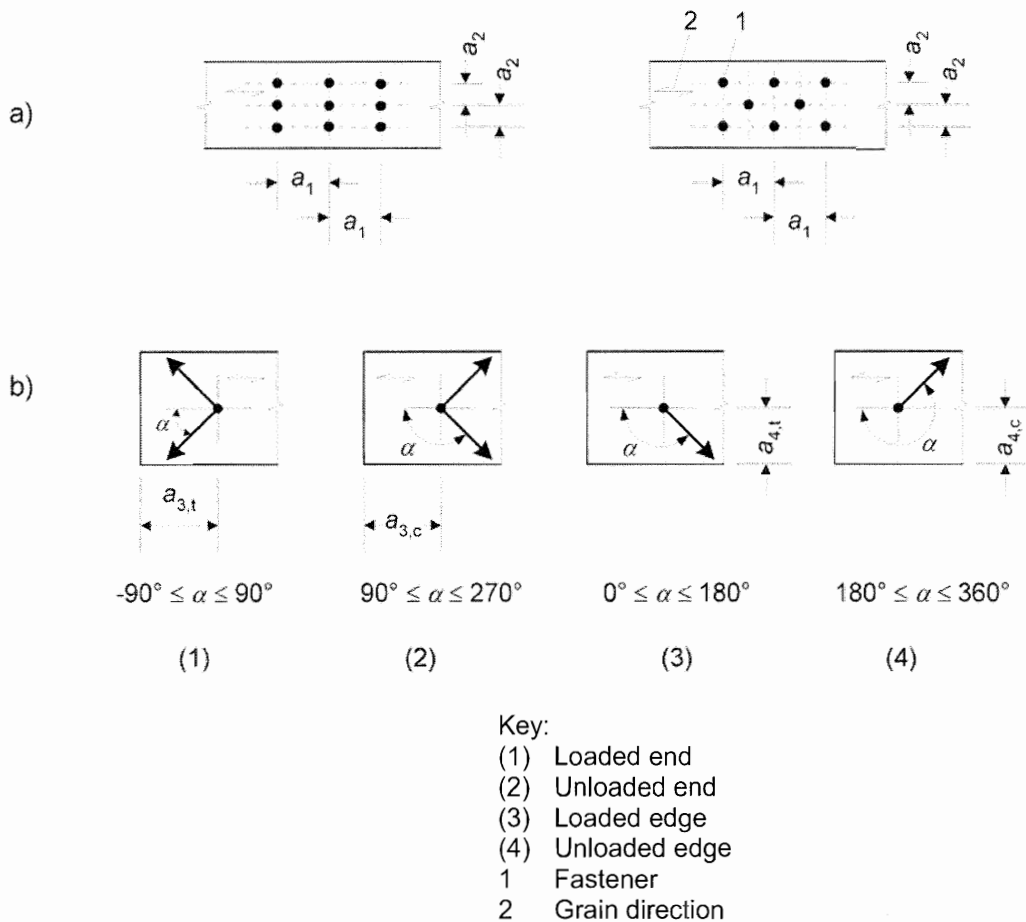 a)
2 1
a₂
a₂
a₂
a₂
a₁
a₁
a₁
a₁
b)
α
α
α
α
a₃,t
a₃,c
a₄,t
a₄,c
-90° ≤ α ≤ 90°
90° ≤ α ≤ 270°
0° ≤ α ≤ 180°
180° ≤ α ≤ 360°
(1)
(2)
(3)
(4)
Key:
(1) Loaded end
(2) Unloaded end
(3) Loaded edge
(4) Unloaded edge
1 Fastener
2 Grain direction